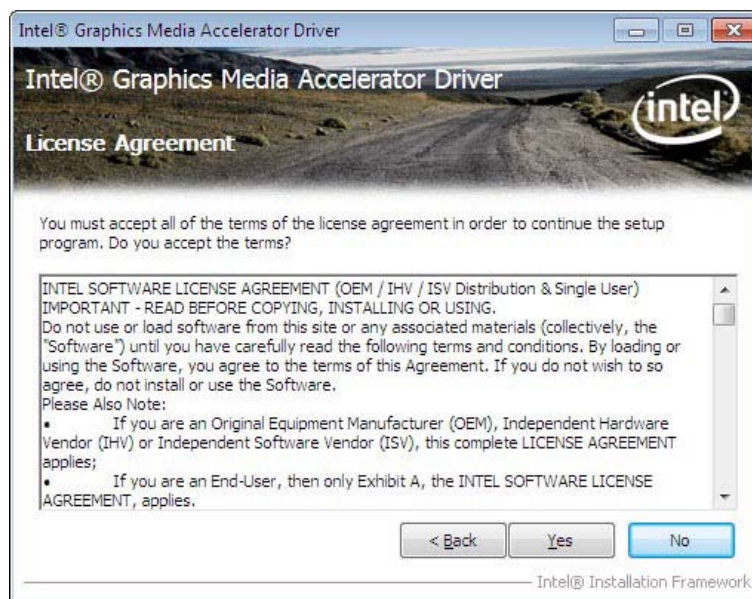 Intel® Graphics Media Accelerator Driver
Intel® Graphics Media Accelerator Driver
intel
License Agreement
You must accept all of the terms of the license agreement in order to continue the setup
program. Do you accept the terms?
INTEL SOFTWARE LICENSE AGREEMENT (OEM / IHV / ISV Distribution & Single User)
IMPORTANT - READ BEFORE COPYING, INSTALLING OR USING.
Do not use or load software from this site or any associated materials (collectively, the
"Software") until you have carefully read the following terms and conditions. By loading or
using the Software, you agree to the terms of this Agreement. If you do not wish to so
agree, do not install or use the Software.
Please Also Note:
• If you are an Original Equipment Manufacturer (OEM), Independent Hardware
Vendor (IHV) or Independent Software Vendor (ISV), this complete LICENSE AGREEMENT
applies;
• If you are an End-User, then only Exhibit A, the INTEL SOFTWARE LICENSE
AGREEMENT, applies.
< Back Yes No
Intel® Installation Framework